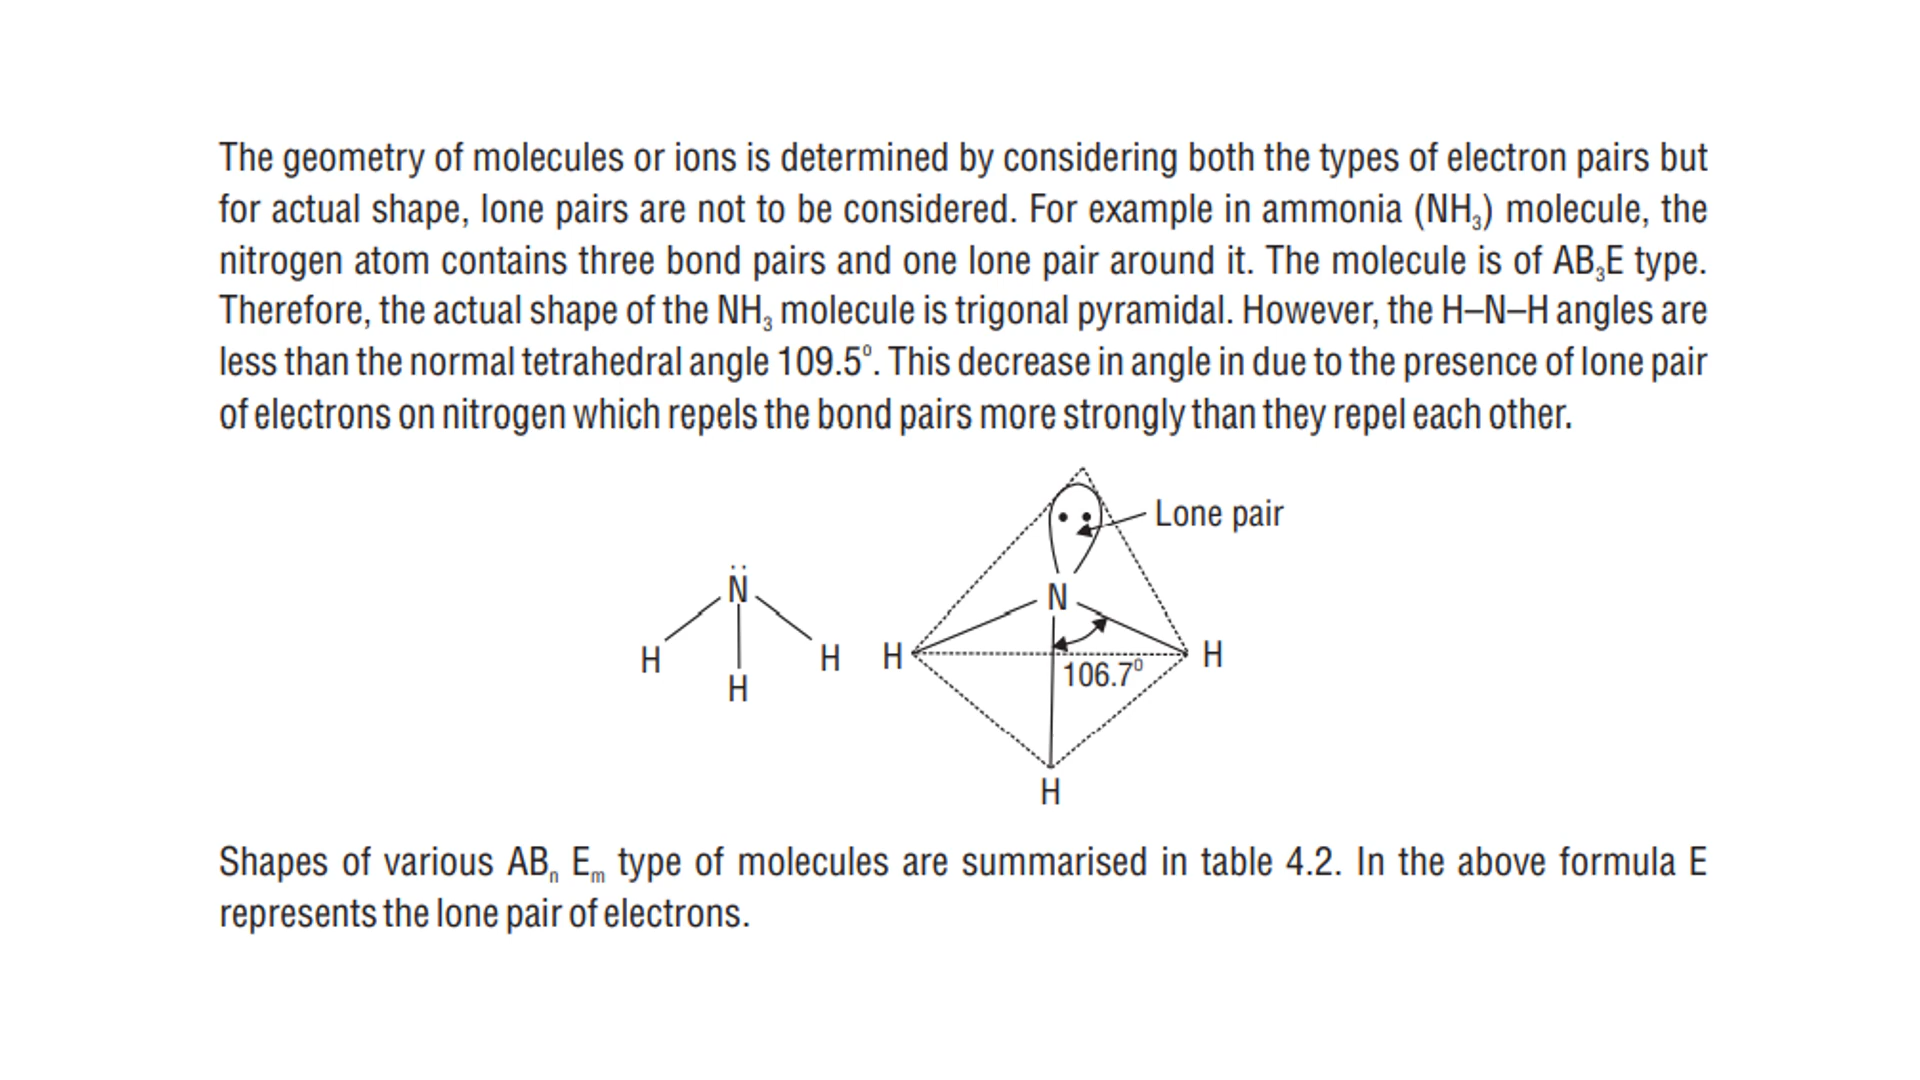 The geometry of molecules or ions is determined by considering both the types of electron pairs but
for actual shape, lone pairs are not to be considered. For example in ammonia (NH₃) molecule, the
nitrogen atom contains three bond pairs and one lone pair around it. The molecule is of AB₃E type.
Therefore, the actual shape of the NH₃ molecule is trigonal pyramidal. However, the H–N–H angles are
less than the normal tetrahedral angle 109.5⁰. This decrease in angle in due to the presence of lone pair
of electrons on nitrogen which repels the bond pairs more strongly than they repel each other.
Lone pair
N̈
N
H
H
H
H
H
106.7⁰
H
Shapes of various ABₙ Eₘ type of molecules are summarised in table 4.2. In the above formula E
represents the lone pair of electrons.